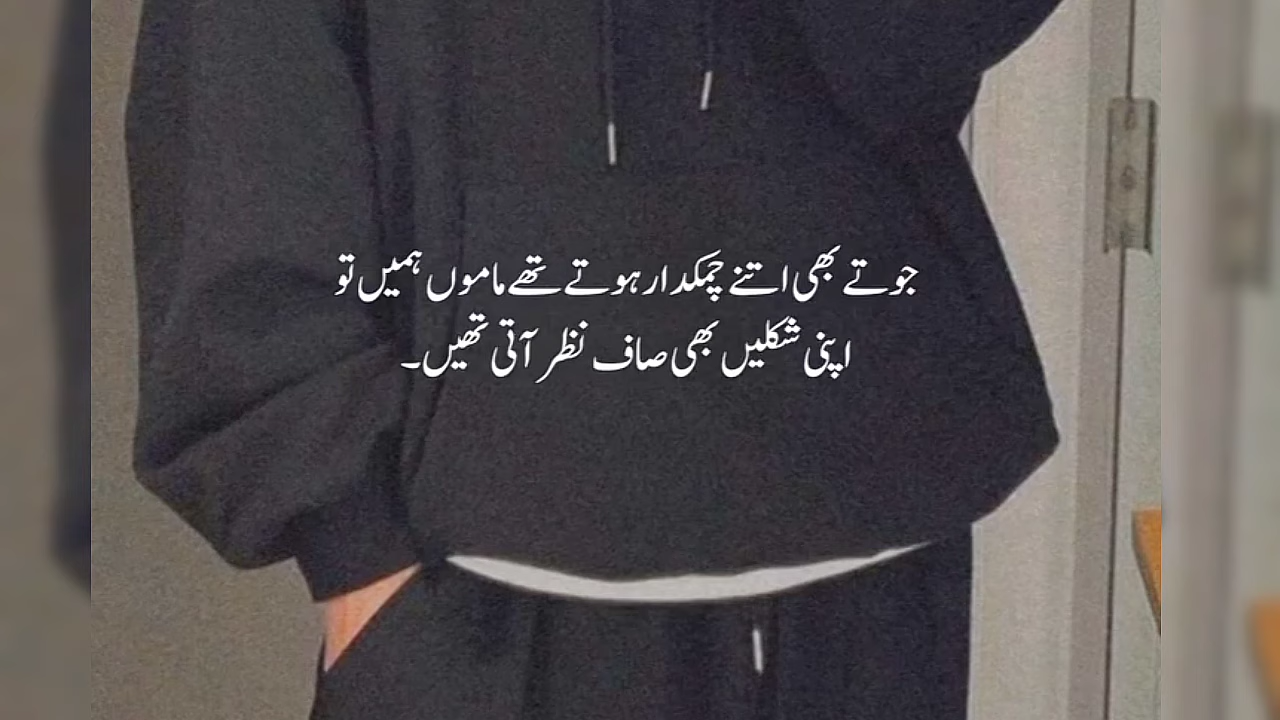 جوتے بھی اتنے چمکدار ہوتے تھے ماموں ہمیں تو
اپنی شکلیں بھی صاف نظر آتی تھیں۔